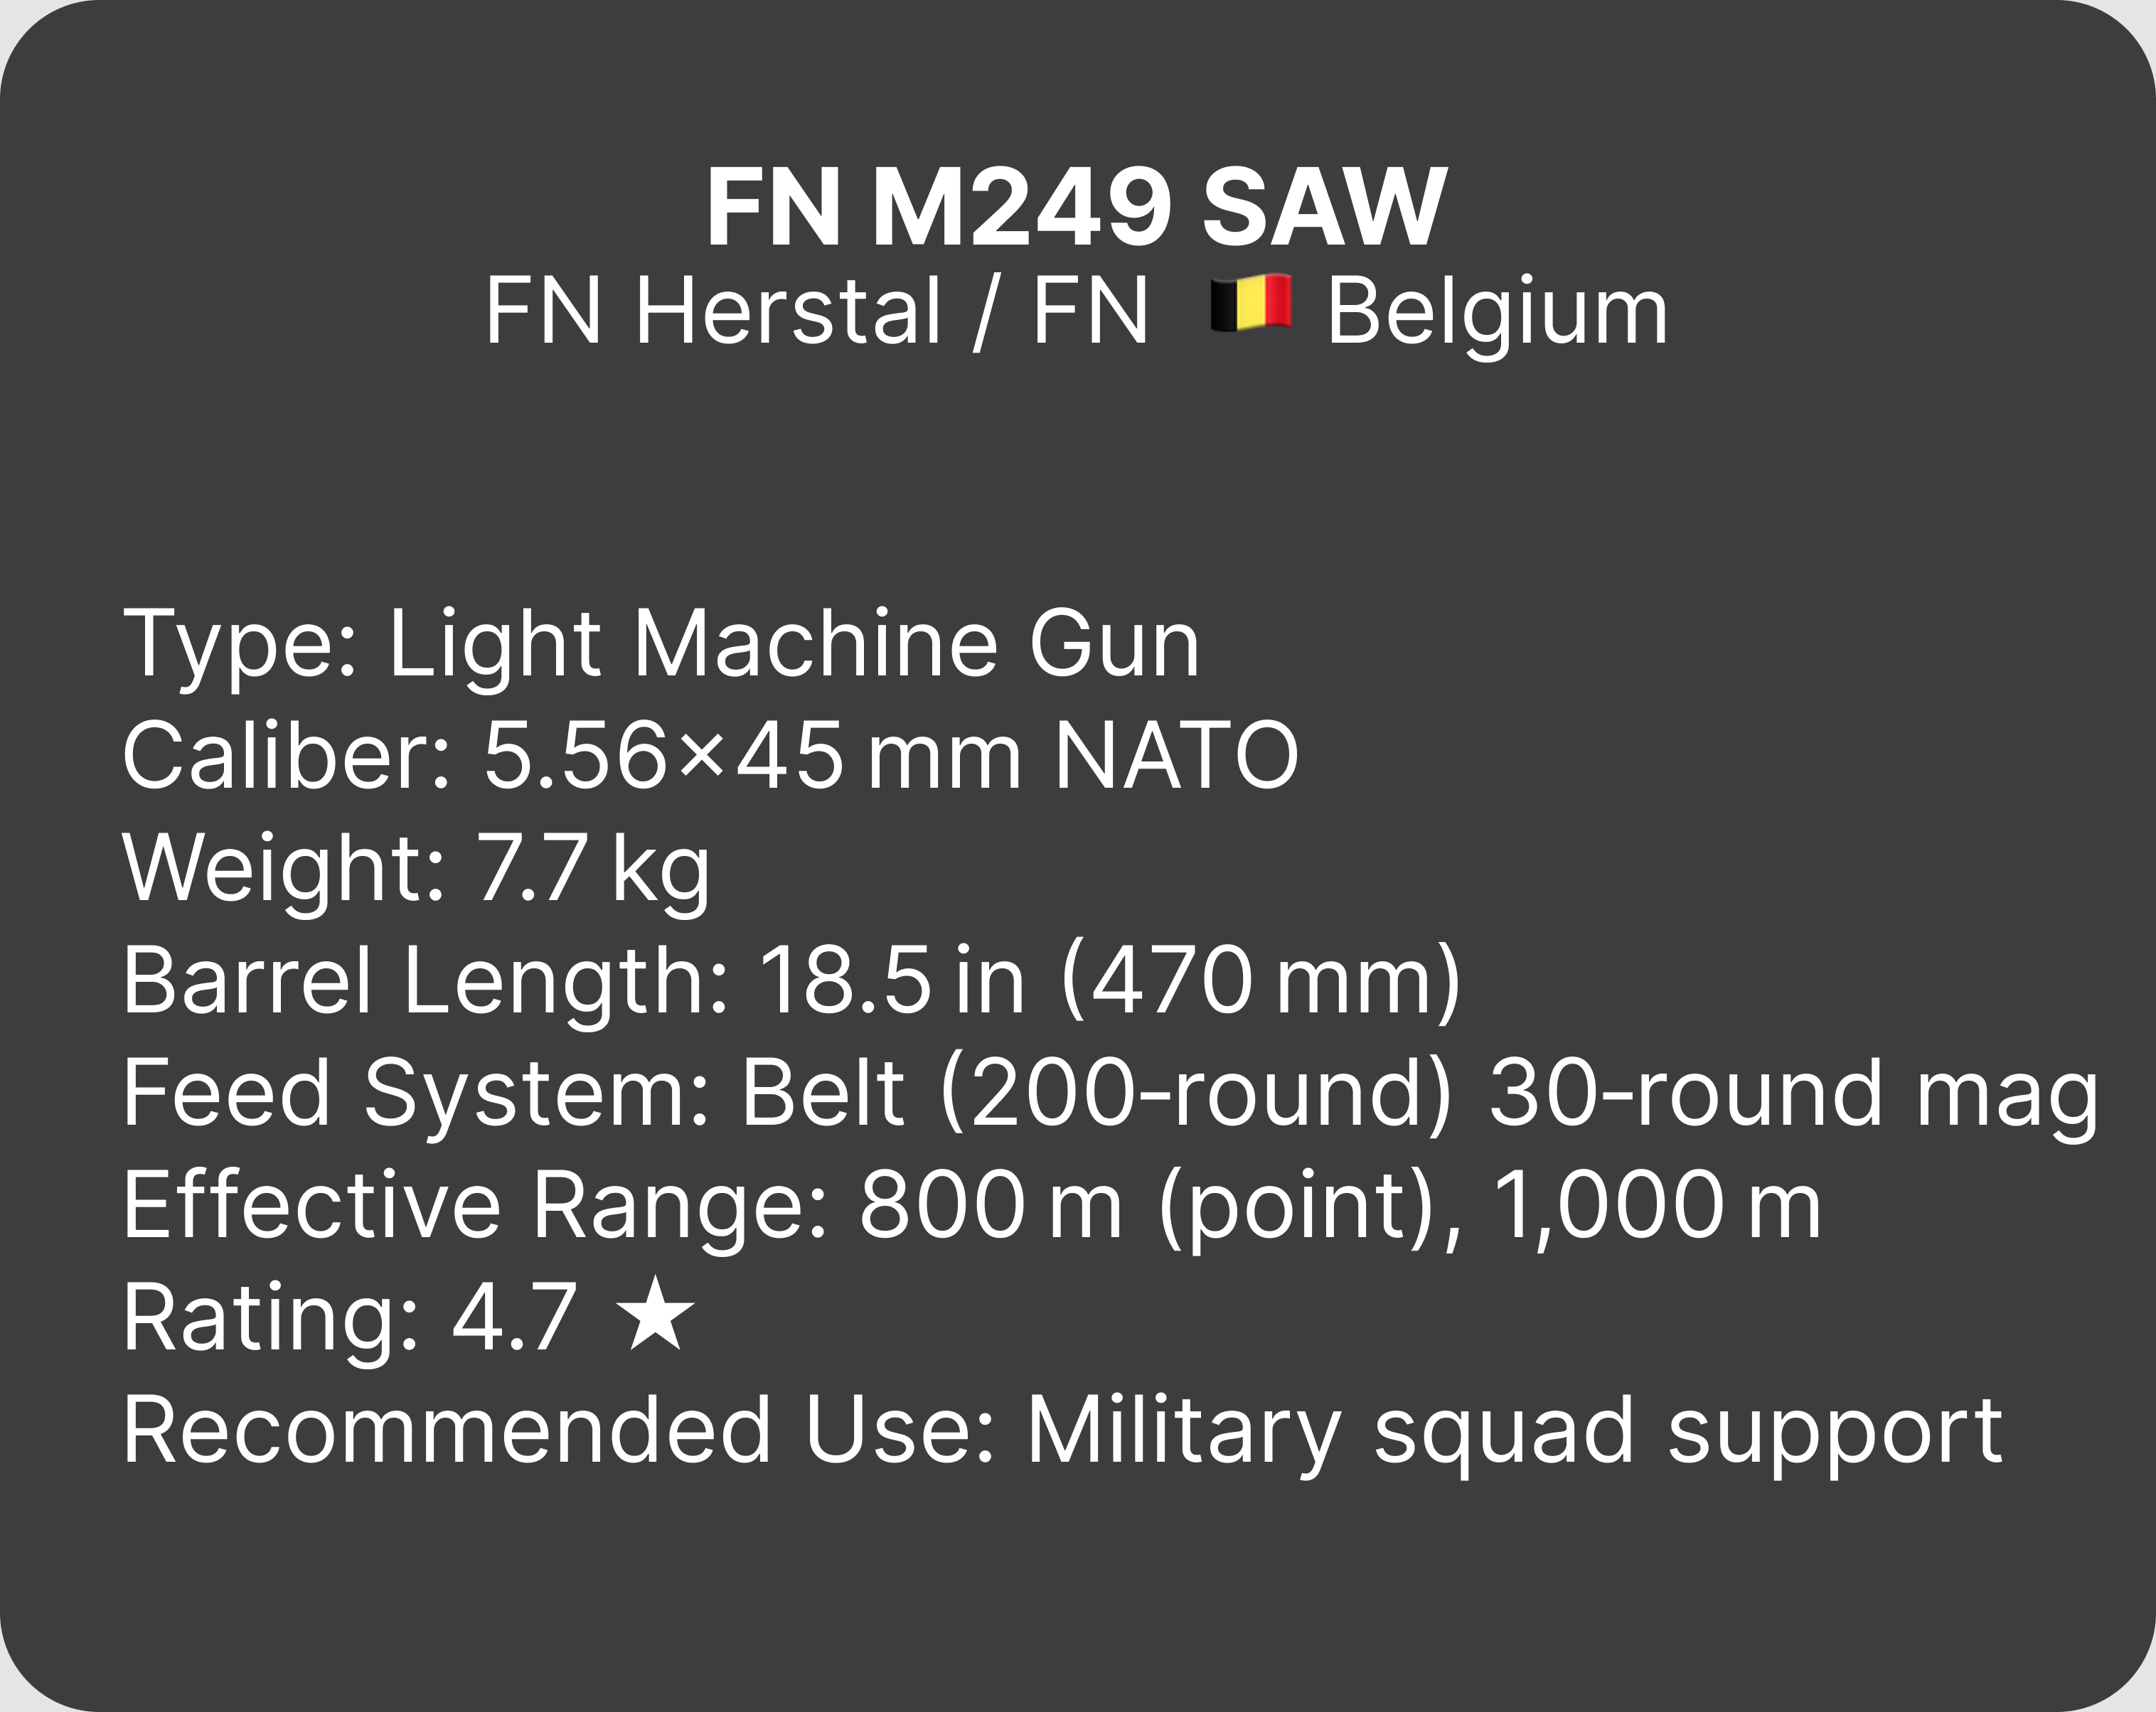 FN M249 SAW
FN Herstal / FN 🇧🇪 Belgium
Type: Light Machine Gun
Caliber: 5.56×45 mm NATO
Weight: 7.7 kg
Barrel Length: 18.5 in (470 mm)
Feed System: Belt (200-round) 30-round mag
Effective Range: 800 m (point), 1,000 m
Rating: 4.7 ★
Recommended Use: Military squad support